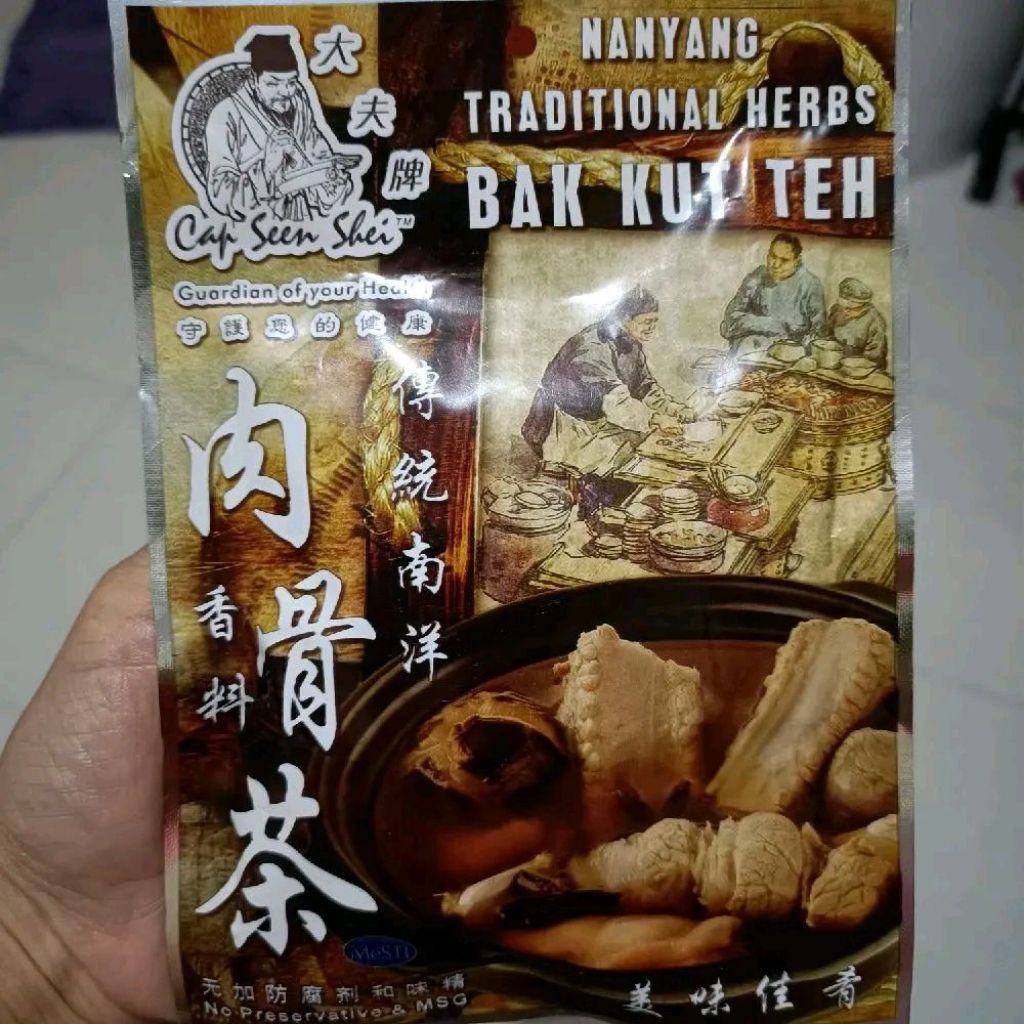 大夫牌
Cap Seen Shei™
Guardian of your Health
守護您的健康
NANYANG
TRADITIONAL HERBS
BAK KUT TEH
傳統南洋
肉骨茶
香料
MeSTI
无加防腐剂和味精
No Preservative & MSG
美味佳肴